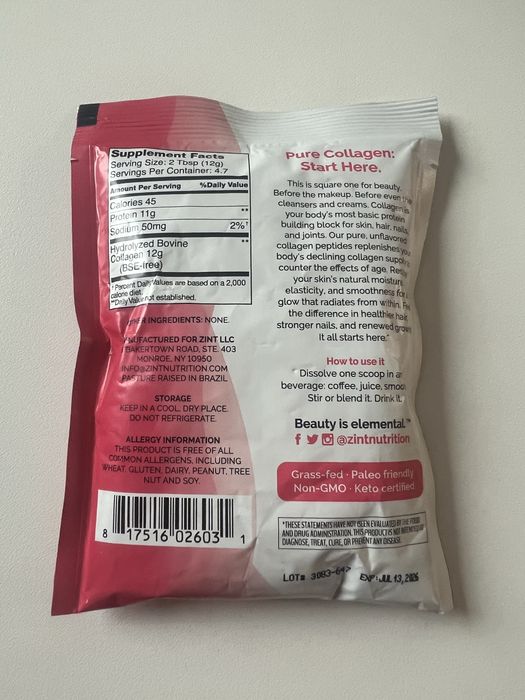 Supplement Facts
Serving Size: 2 Tbsp (12g)
Servings Per Container: 4.7
Amount Per Serving %Daily Value
Calories 45
Protein 11g **
Sodium 50mg 2%†
Hydrolyzed Bovine **
Collagen 12g
(BSE-free)
† Percent Daily Values are based on a 2,000
calorie diet.
**Daily Value not established.
INGREDIENTS: NONE.
FOR ZINT LLC
BAKERTOWN ROAD, STE. 403
MONROE, NY 10950
INFO@ZINTNUTRITION.COM
PASTURE RAISED IN BRAZIL
STORAGE
KEEP IN A COOL, DRY PLACE.
DO NOT REFRIGERATE.
ALLERGY INFORMATION
THIS PRODUCT IS FREE OF ALL
COMMON ALLERGENS, INCLUDING
WHEAT, GLUTEN, DAIRY, PEANUT, TREE
NUT AND SOY.
8 17516 02603 1
Pure Collagen:
Start Here.
This is square one for beauty.
Before the makeup. Before even the
cleansers and creams. Collagen is
your body's most basic protein
building block for skin, hair, nails,
and joints. Our pure, unflavored
collagen peptides replenishes your
body's declining collagen supply to
counter the effects of age.
your skin's natural moisture,
elasticity, and smoothness for a
glow that radiates from within.
the difference in healthier hair,
stronger nails, and renewed
It all starts here.*
How to use it
Dissolve one scoop in any
beverage: coffee, juice,
Stir or blend it. Drink it.
Beauty is elemental.™
@zintnutrition
Grass-fed · Paleo friendly
Non-GMO · Keto certified
*THESE STATEMENTS HAVE NOT BEEN EVALUATED BY THE FOOD
AND DRUG ADMINISTRATION. THIS PRODUCT IS NOT INTENDED TO
DIAGNOSE, TREAT, CURE, OR PREVENT ANY DISEASE.
LOT# 3083-647 EXP: JUL 13, 2026